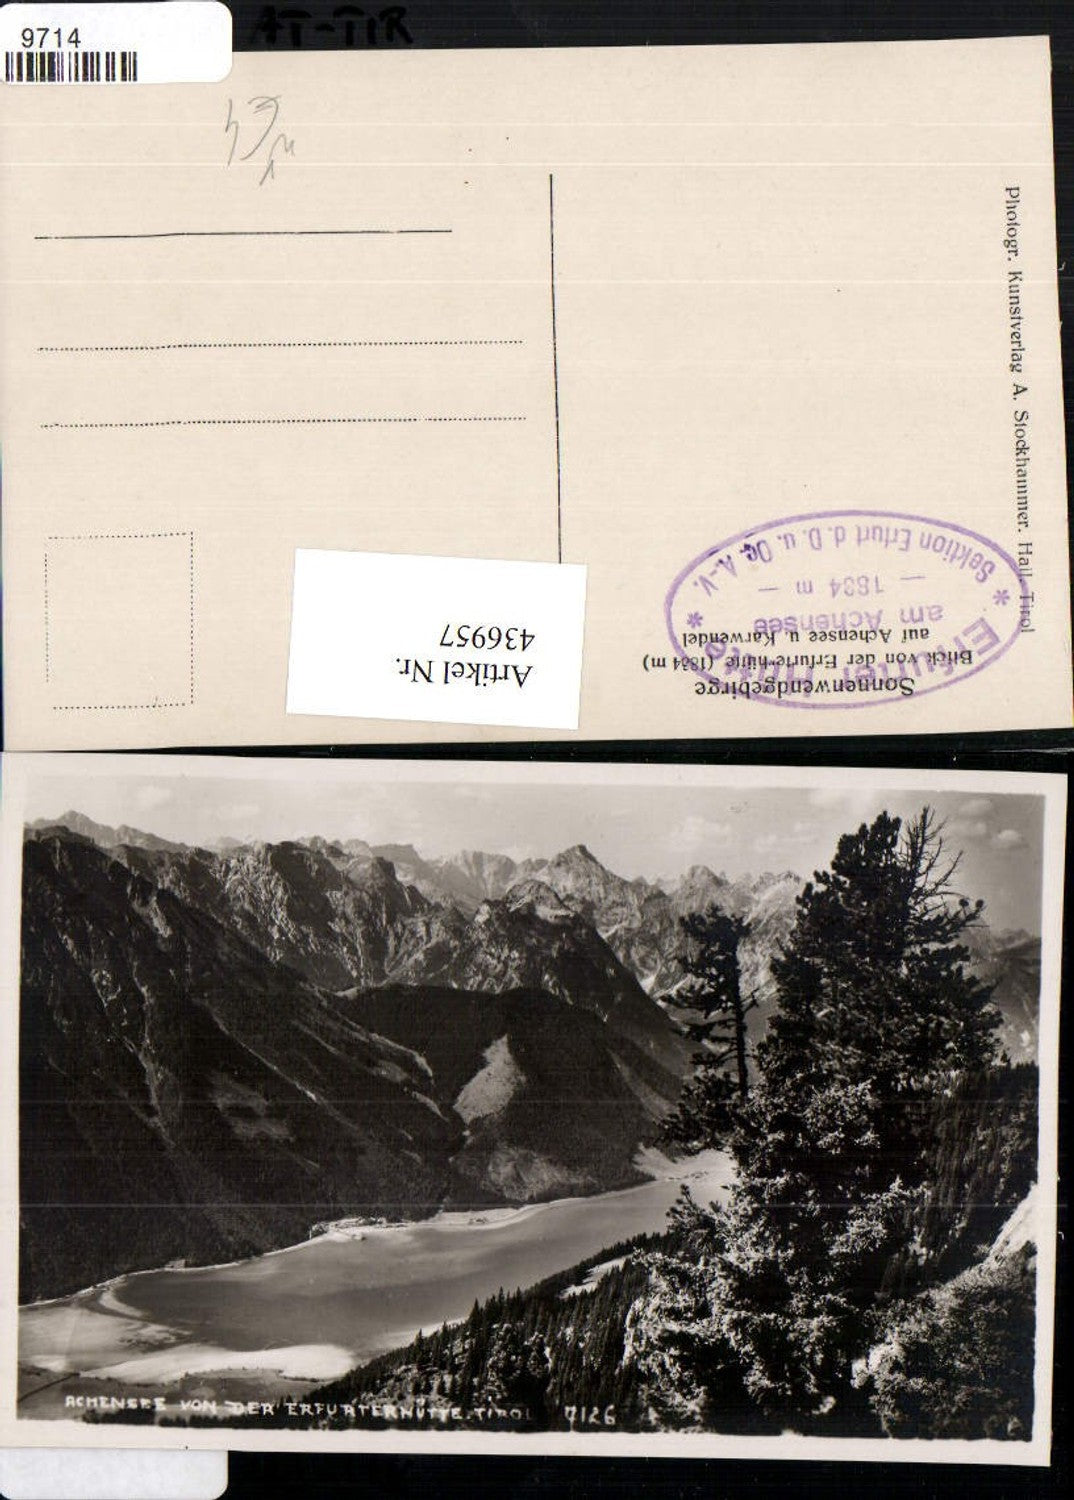 9714
AT-TIR
Photogr. Kunstverlag A. Stockhammer, Hall, Tirol
Artikel Nr.
436957
Sonnenwendgebirge
Blick von der Erfurterhütte (1834 m)
auf Achensee u. Karwendel
Erfurter Hütte
am Achensee
— 1834 m —
* Sektion Erfurt d. D. u. Oe. A.-V. *
ACHENSEE VON DER ERFURTERHÜTTE. TIROL 7126